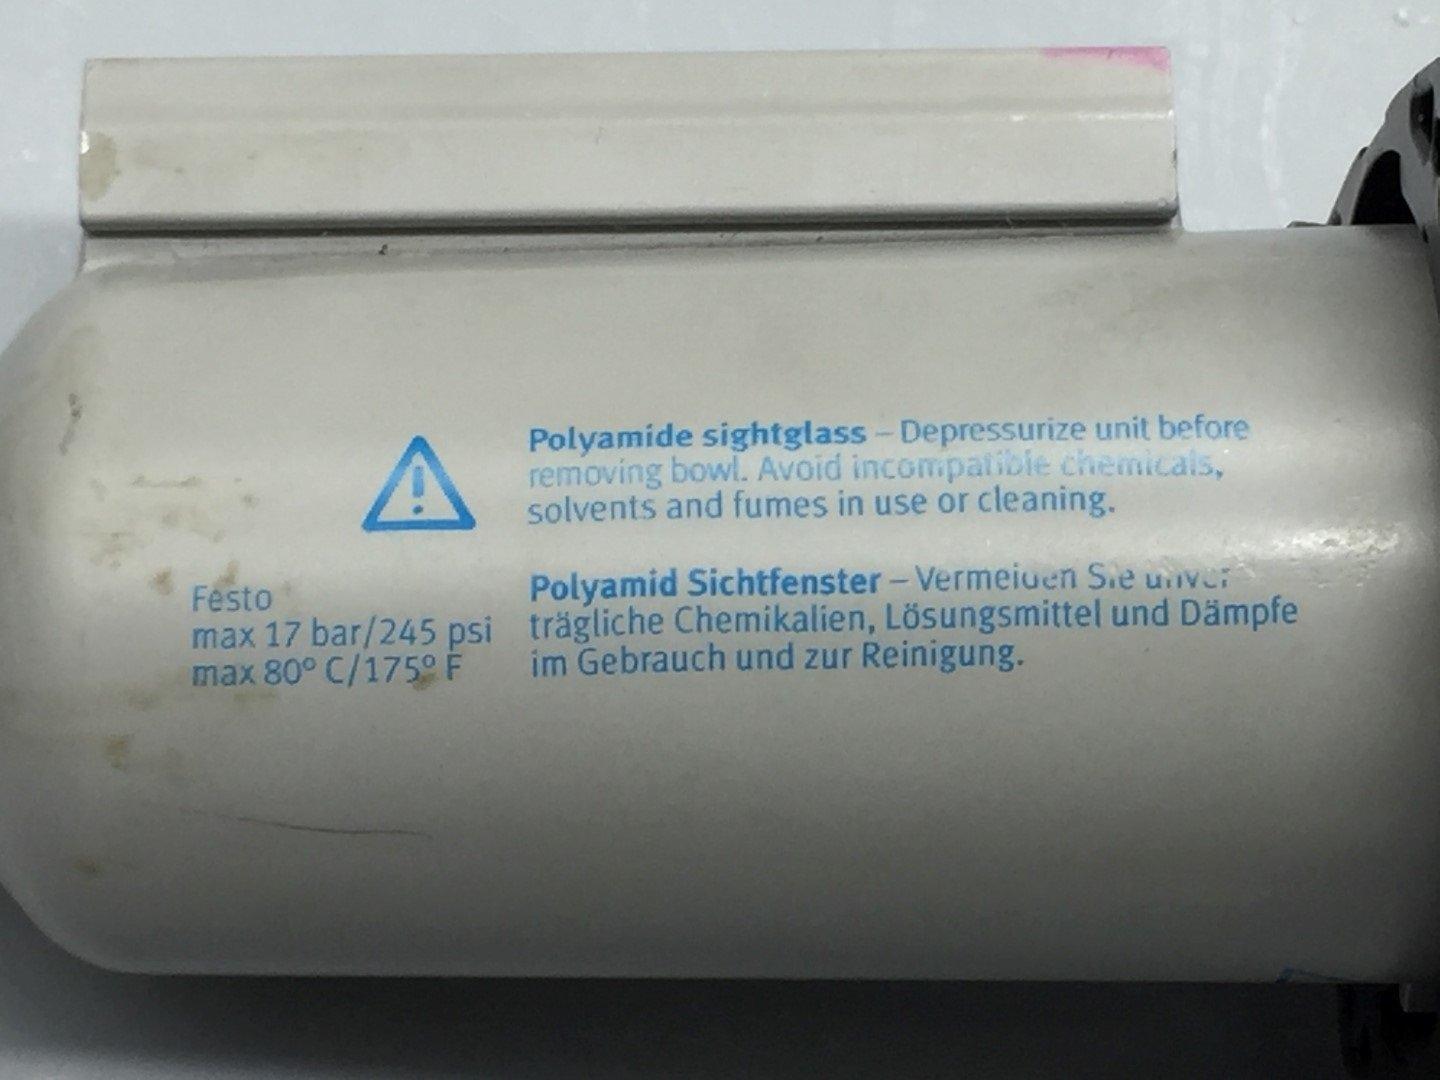 Polyamide sightglass – Depressurize unit before
removing bowl. Avoid incompatible chemicals,
solvents and fumes in use or cleaning.
Polyamid Sichtfenster – Vermeiden Sie unver-
trägliche Chemikalien, Lösungsmittel und Dämpfe
im Gebrauch und zur Reinigung.
Festo
max 17 bar/245 psi
max 80° C/175° F